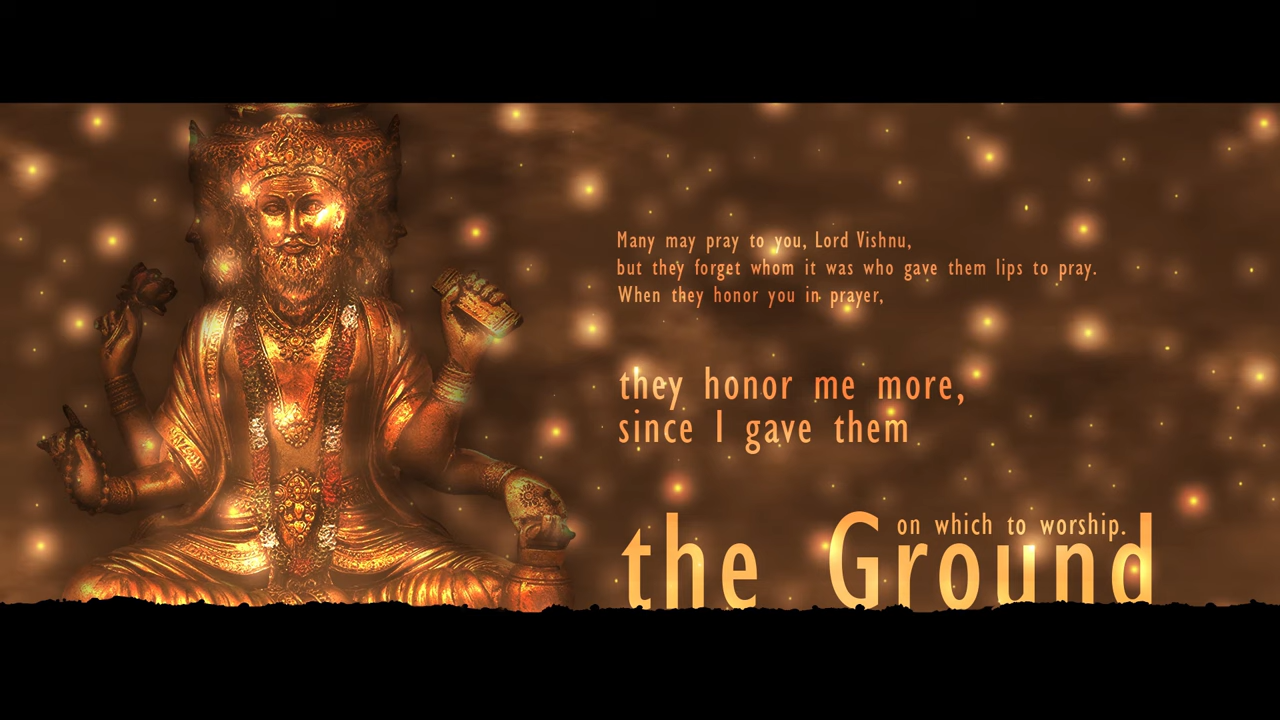 Many may pray to you, Lord Vishnu,
but they forget whom it was who gave them lips to pray.
When they honor you in prayer,
they honor me more,
since I gave them
the Ground
on which to worship.